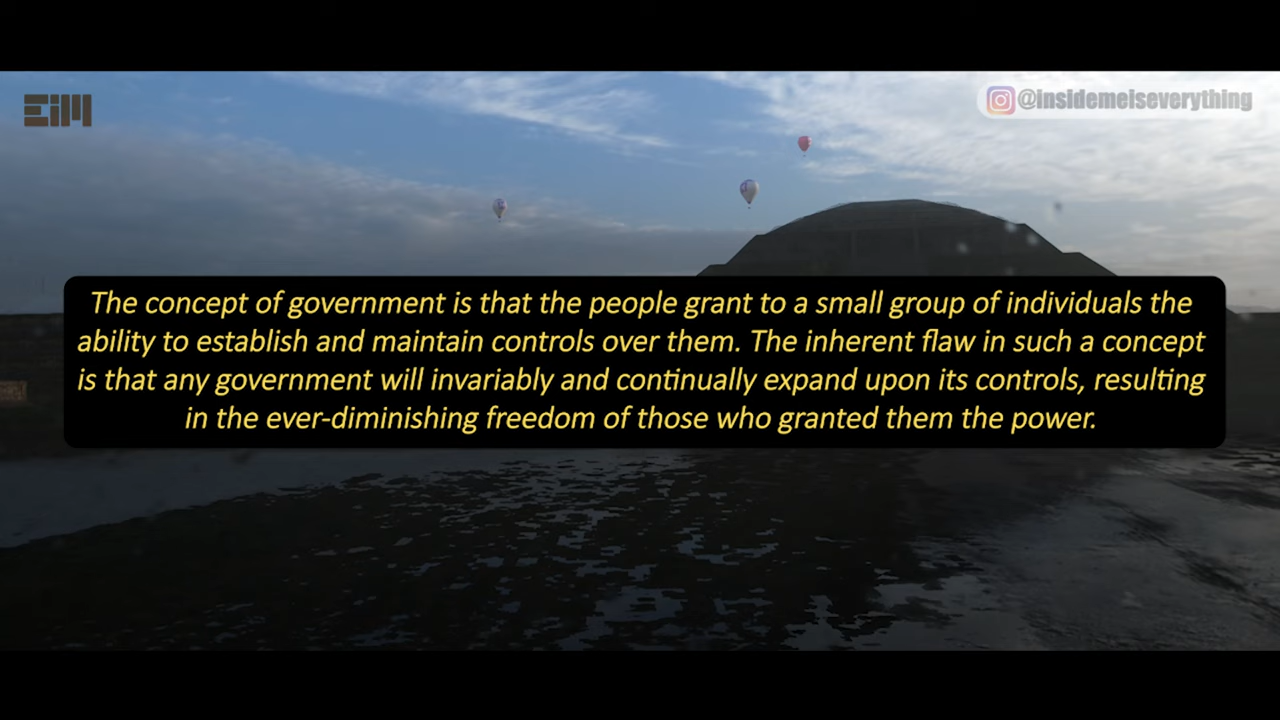 EiM
@insidemeiseverything
The concept of government is that the people grant to a small group of individuals the
ability to establish and maintain controls over them. The inherent flaw in such a concept
is that any government will invariably and continually expand upon its controls, resulting
in the ever-diminishing freedom of those who granted them the power.